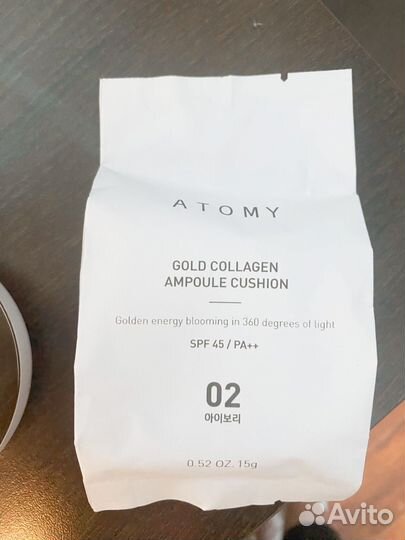 ATOMY
GOLD COLLAGEN
AMPOULE CUSHION
Golden energy blooming in 360 degrees of light
SPF 45 / PA++
02
아이보리
0.52 OZ. 15g
Avito